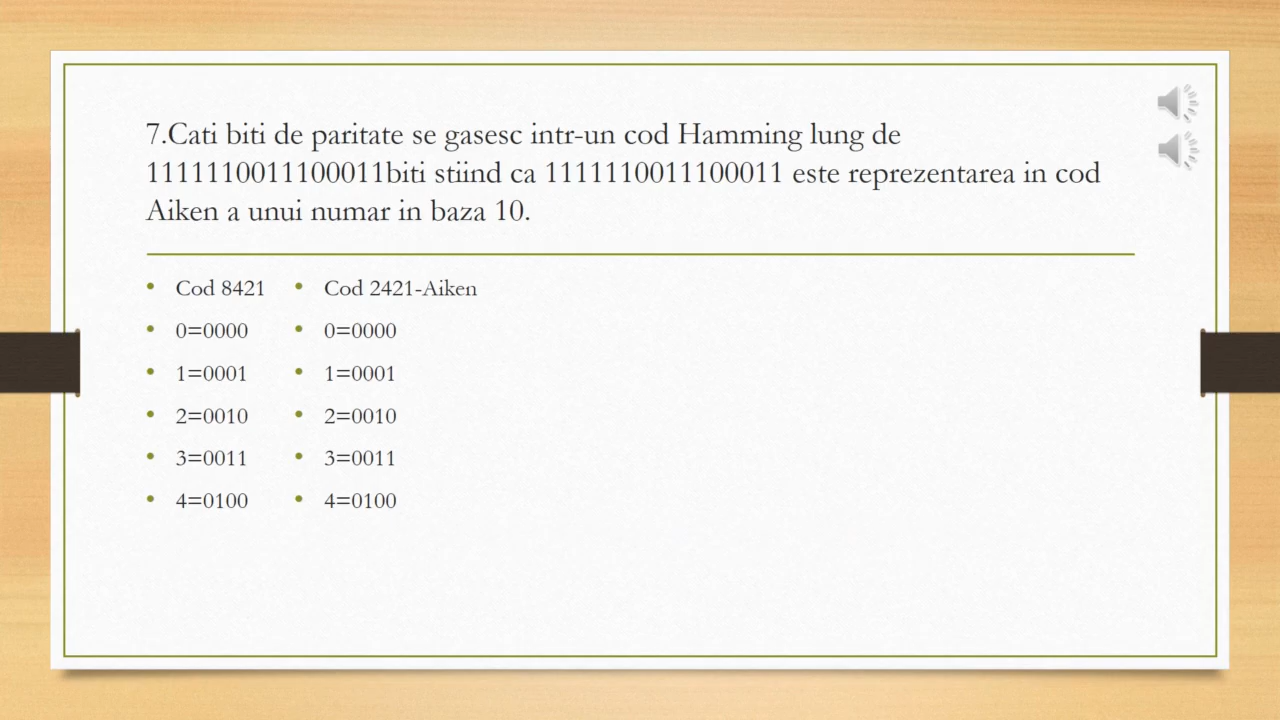 7.Cati biti de paritate se gasesc intr-un cod Hamming lung de
1111110011100011biti stiind ca 1111110011100011 este reprezentarea in cod
Aiken a unui numar in baza 10.
• Cod 8421
• 0=0000
• 1=0001
• 2=0010
• 3=0011
• 4=0100
• Cod 2421-Aiken
• 0=0000
• 1=0001
• 2=0010
• 3=0011
• 4=0100